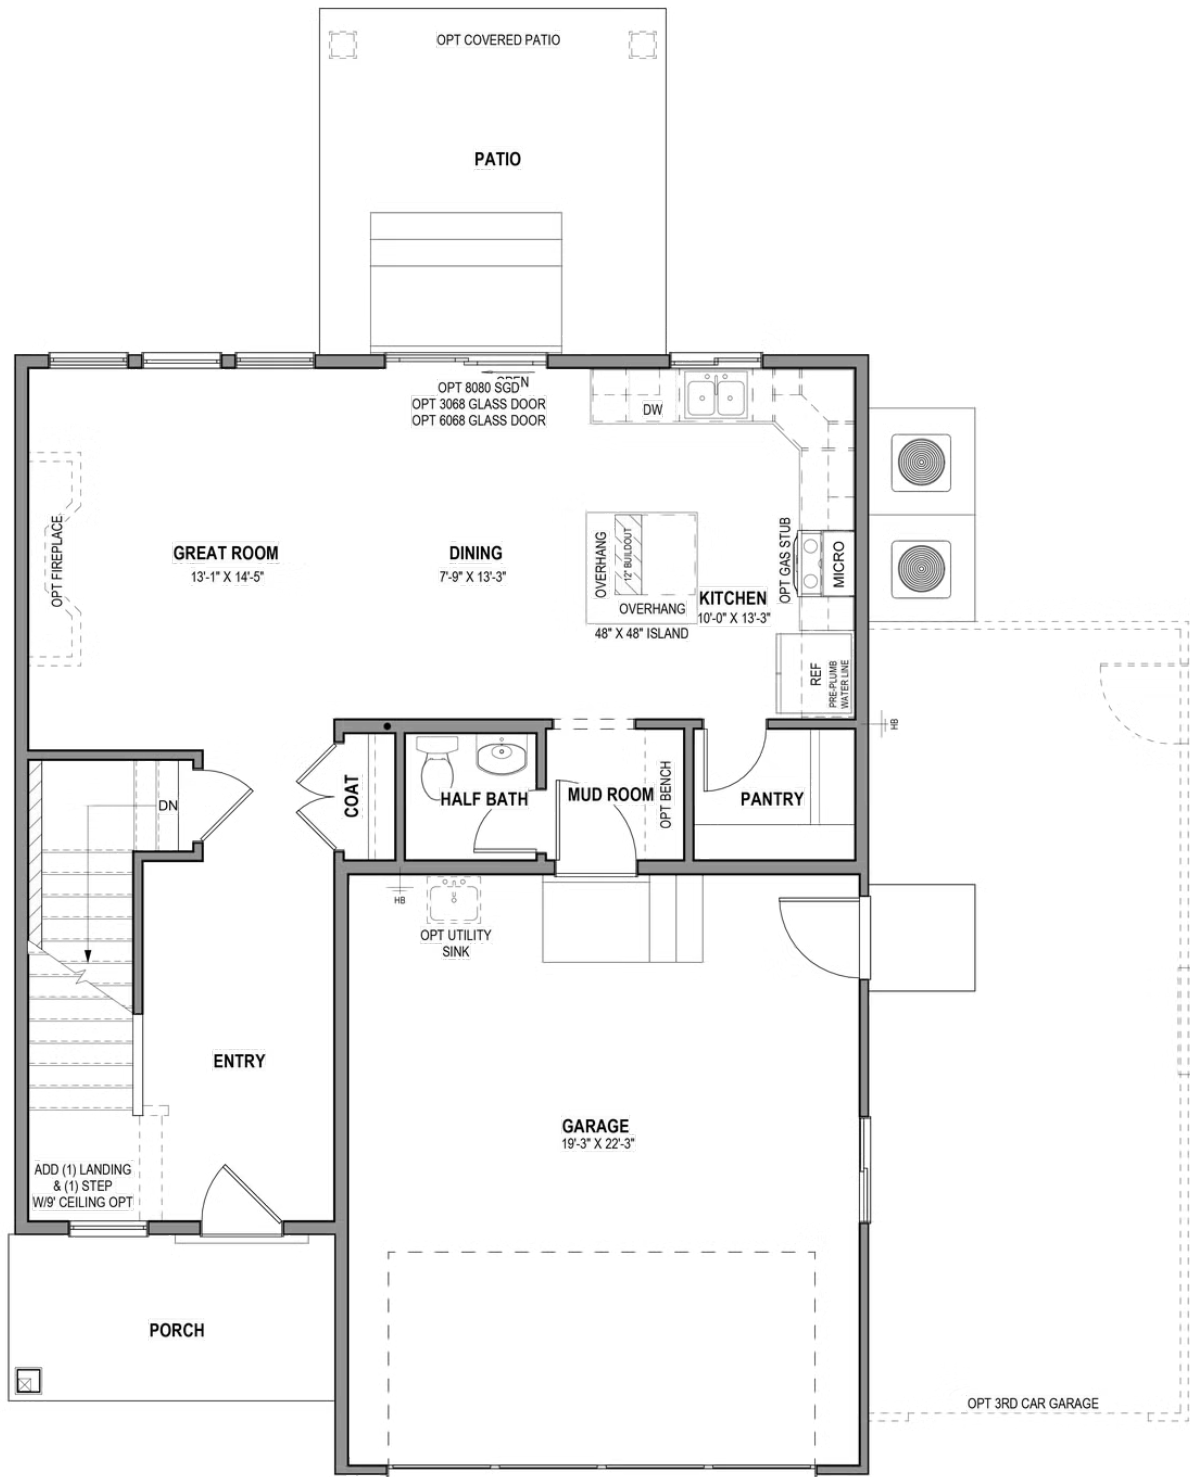 OPT COVERED PATIO
PATIO
OPEN
OPT 8080 SGD
OPT 3068 GLASS DOOR
OPT 6068 GLASS DOOR
DW
OPT FIREPLACE
GREAT ROOM
13'-1" X 14'-5"
DINING
7'-9" X 13'-3"
OVERHANG
12" BUILDOUT
OVERHANG
48" X 48" ISLAND
KITCHEN
10'-0" X 13'-3"
OPT GAS STUB
MICRO
REF
PRE-PLUMB
WATER LINE
HB
DN
COAT
HALF BATH
MUD ROOM
OPT BENCH
PANTRY
HB
OPT UTILITY
SINK
ENTRY
GARAGE
19'-3" X 22'-3"
ADD (1) LANDING
& (1) STEP
W/9' CEILING OPT
PORCH
OPT 3RD CAR GARAGE